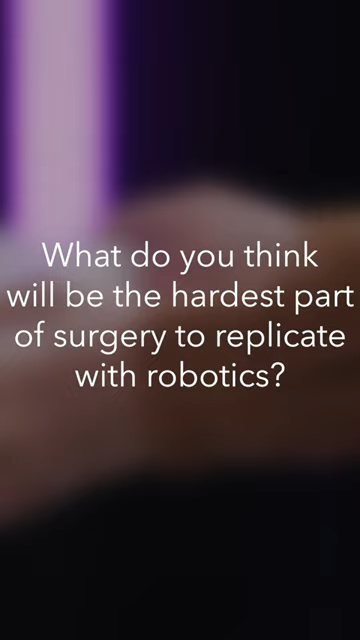 What do you think
will be the hardest part
of surgery to replicate
with robotics?